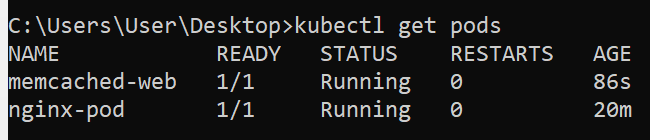 C:\Users\User\Desktop>kubectl get pods
NAME READY STATUS RESTARTS AGE
memcached-web 1/1 Running 0 86s
nginx-pod 1/1 Running 0 20m